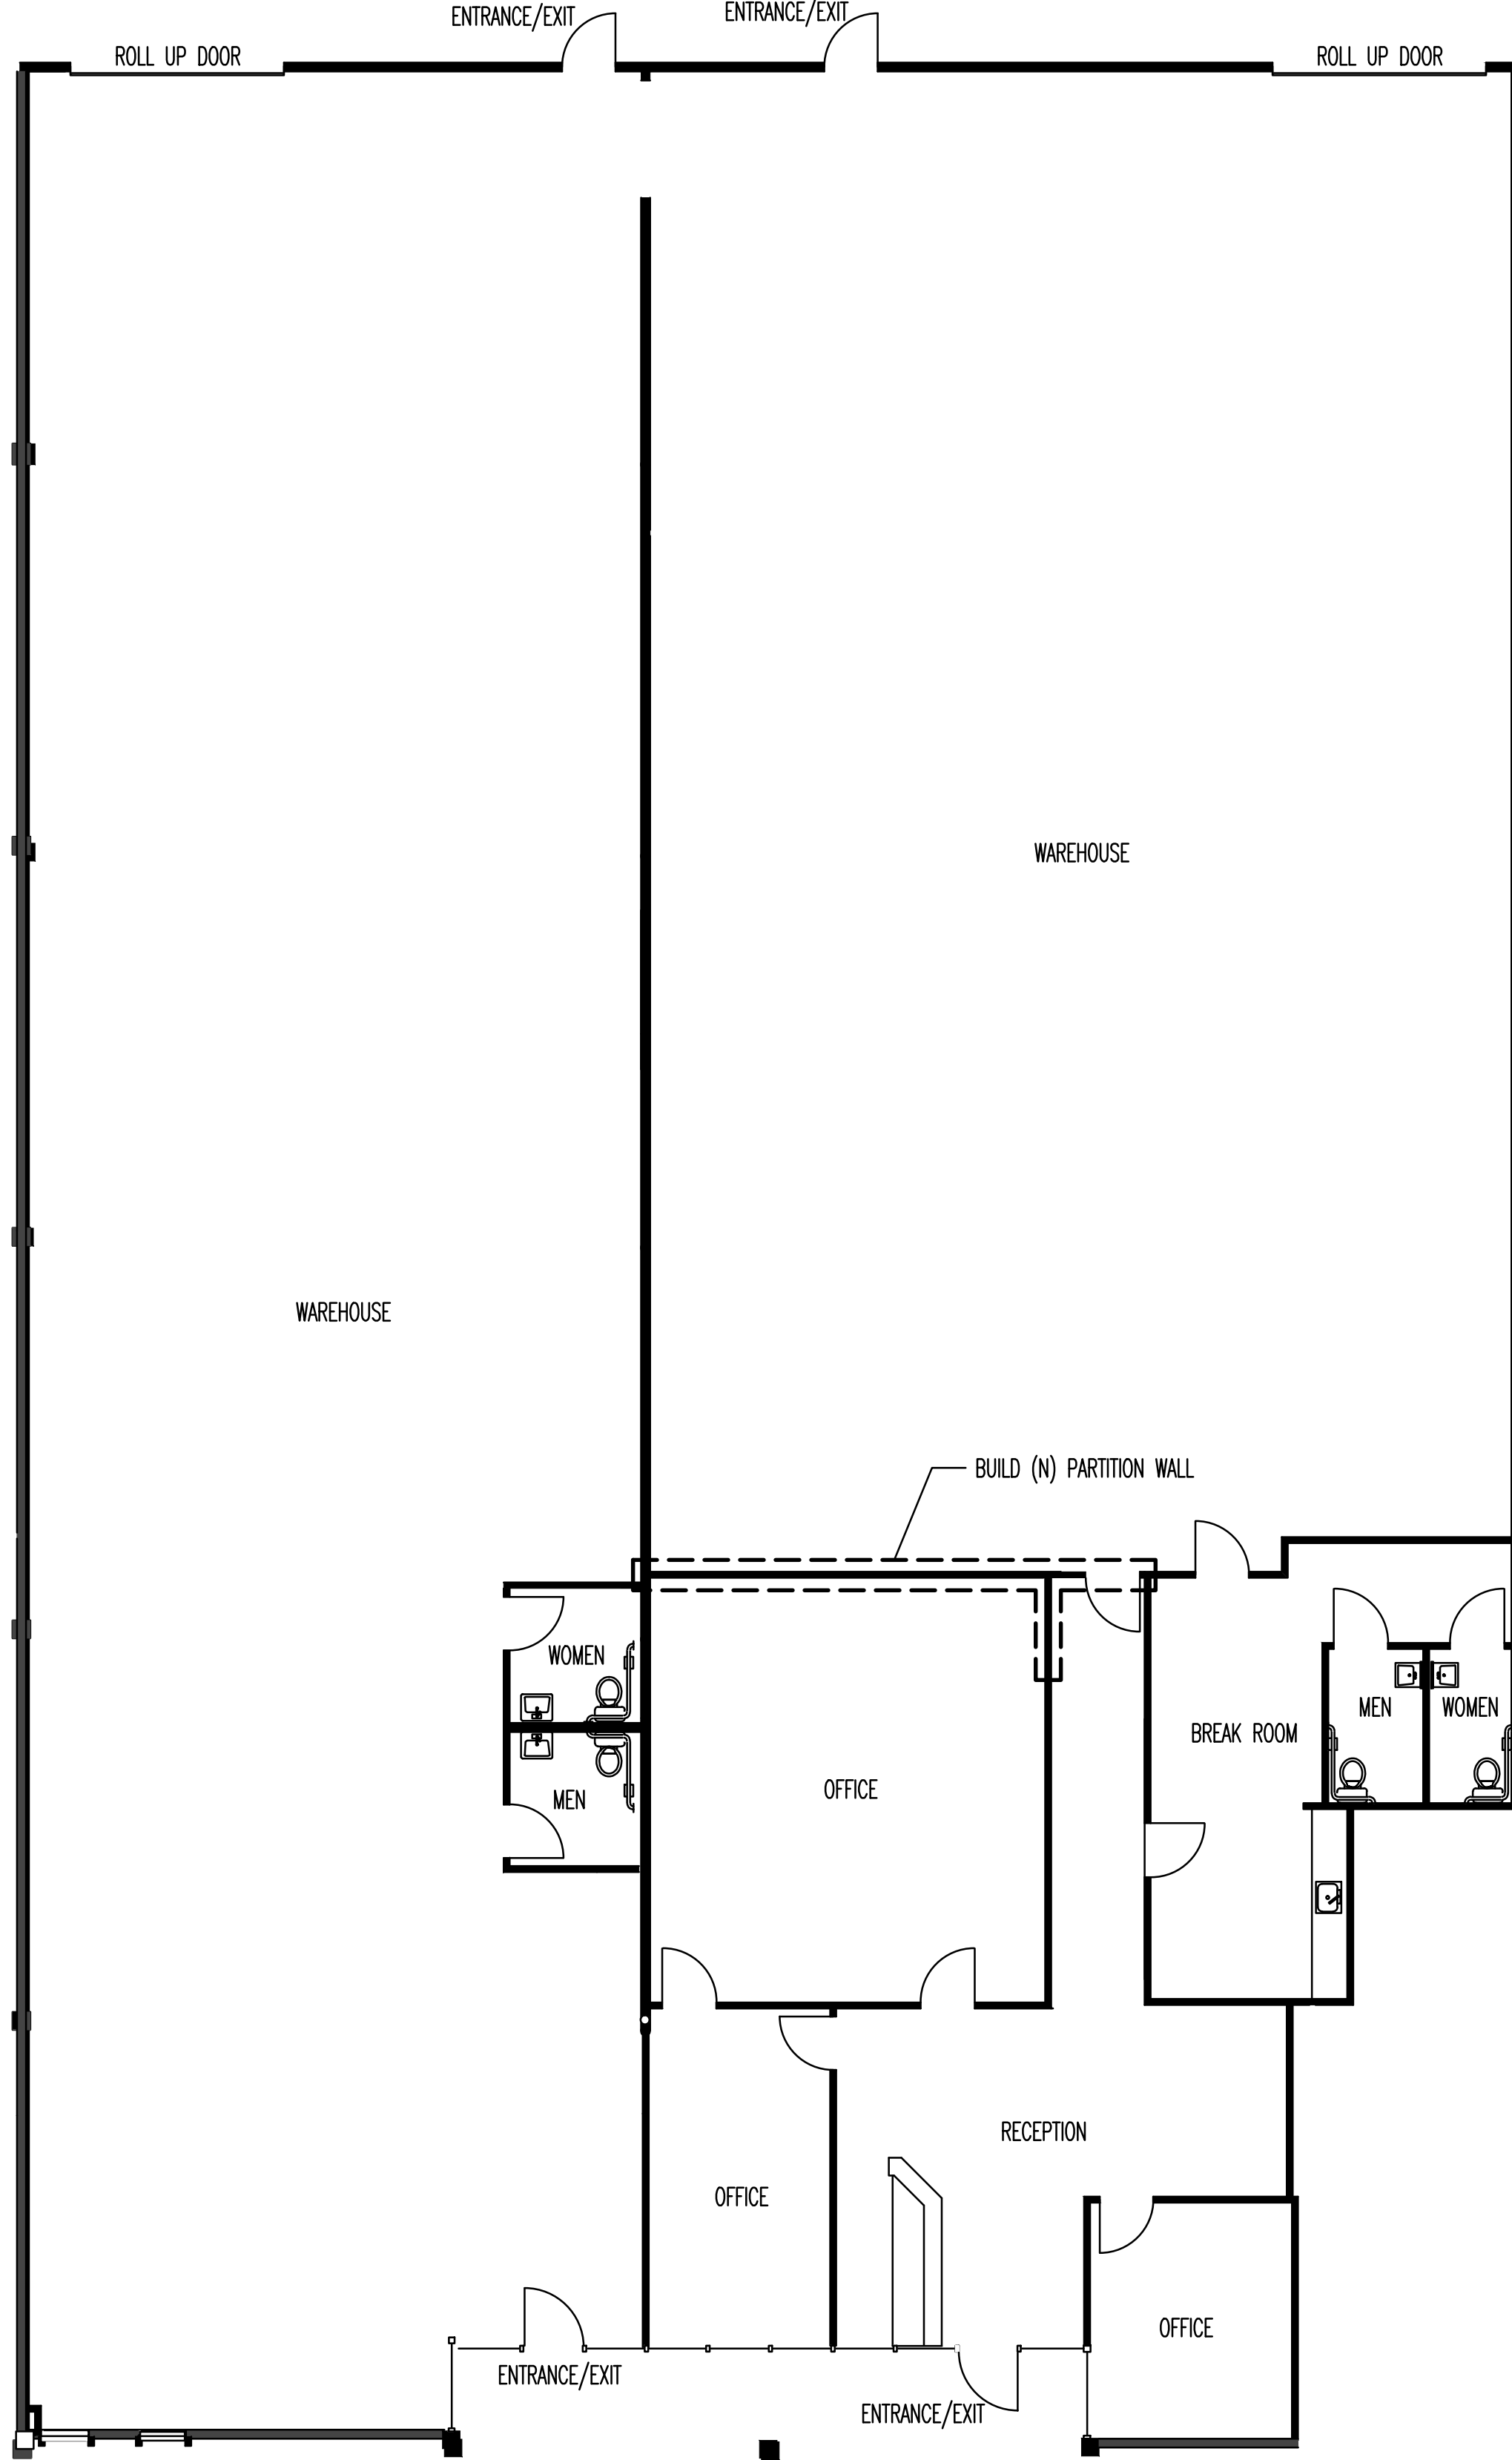 ENTRANCE/EXIT
ENTRANCE/EXIT
ROLL UP DOOR
ROLL UP DOOR
WAREHOUSE
WAREHOUSE
BUILD (N) PARTITION WALL
WOMEN
MEN
WOMEN
BREAK ROOM
OFFICE
MEN
RECEPTION
OFFICE
OFFICE
ENTRANCE/EXIT
ENTRANCE/EXIT